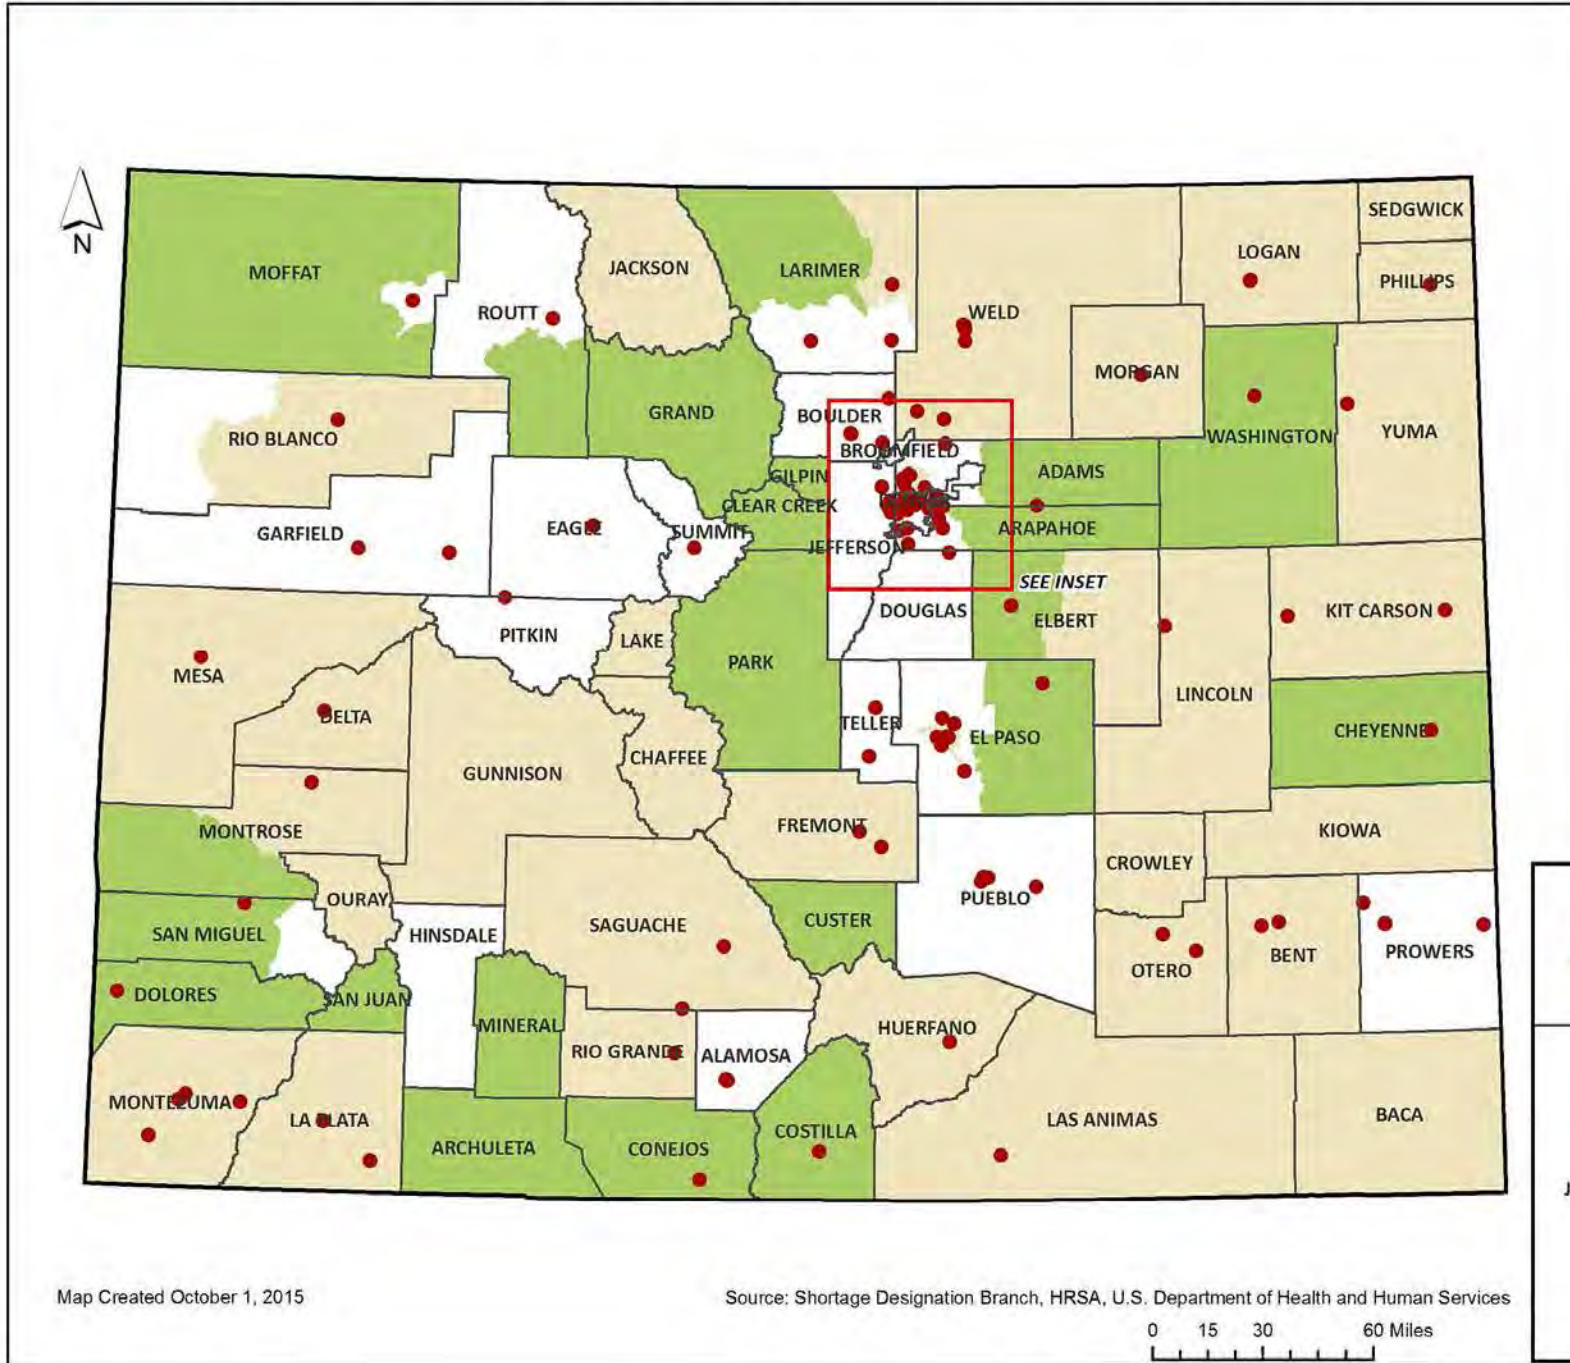 SEDGWICK
LOGAN
JACKSON
MOFFAT
LARIMER
PHILLIPS
N
ROUTT
WELD
MORGAN
GRAND
BOULDER
RIO BLANCO
WASHINGTON
YUMA
BROOMFIELD
GILPIN
ADAMS
CLEAR CREEK
GARFIELD
EAGLE
SUMMIT
ARAPAHOE
JEFFERSON
SEE INSET
DOUGLAS
KIT CARSON
ELBERT
PITKIN
LAKE
PARK
MESA
LINCOLN
DELTA
TELLER
EL PASO
CHEYENNE
CHAFFEE
GUNNISON
FREMONT
KIOWA
MONTROSE
CROWLEY
OURAY
PUEBLO
SAGUACHE
CUSTER
SAN MIGUEL
HINSDALE
PROWERS
BENT
OTERO
DOLORES
SAN JUAN
MINERAL
HUERFANO
RIO GRANDE
ALAMOSA
MONTEZUMA
LA PLATA
LAS ANIMAS
BACA
COSTILLA
ARCHULETA
CONEJOS
J
Map Created October 1, 2015
Source: Shortage Designation Branch, HRSA, U.S. Department of Health and Human Services
0 15 30 60 Miles